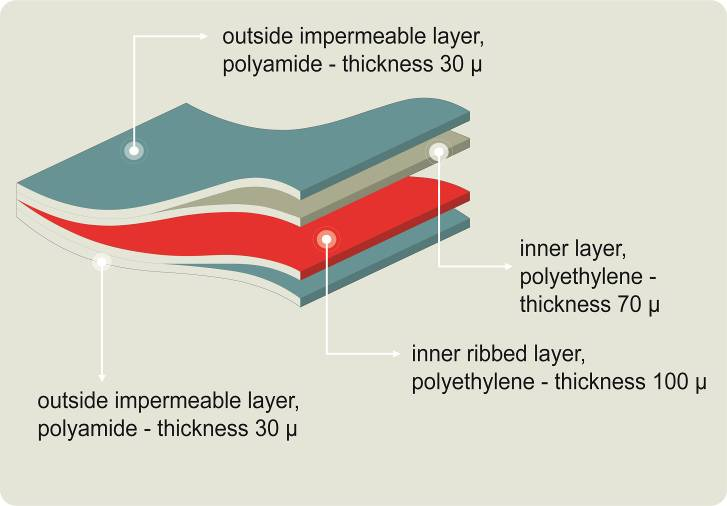 outside impermeable layer,
polyamide - thickness 30 µ
inner layer,
polyethylene -
thickness 70 µ
inner ribbed layer,
polyethylene - thickness 100 µ
outside impermeable layer,
polyamide - thickness 30 µ